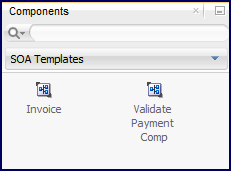 Components
SOA Templates
Invoice
Validate
Payment
Comp